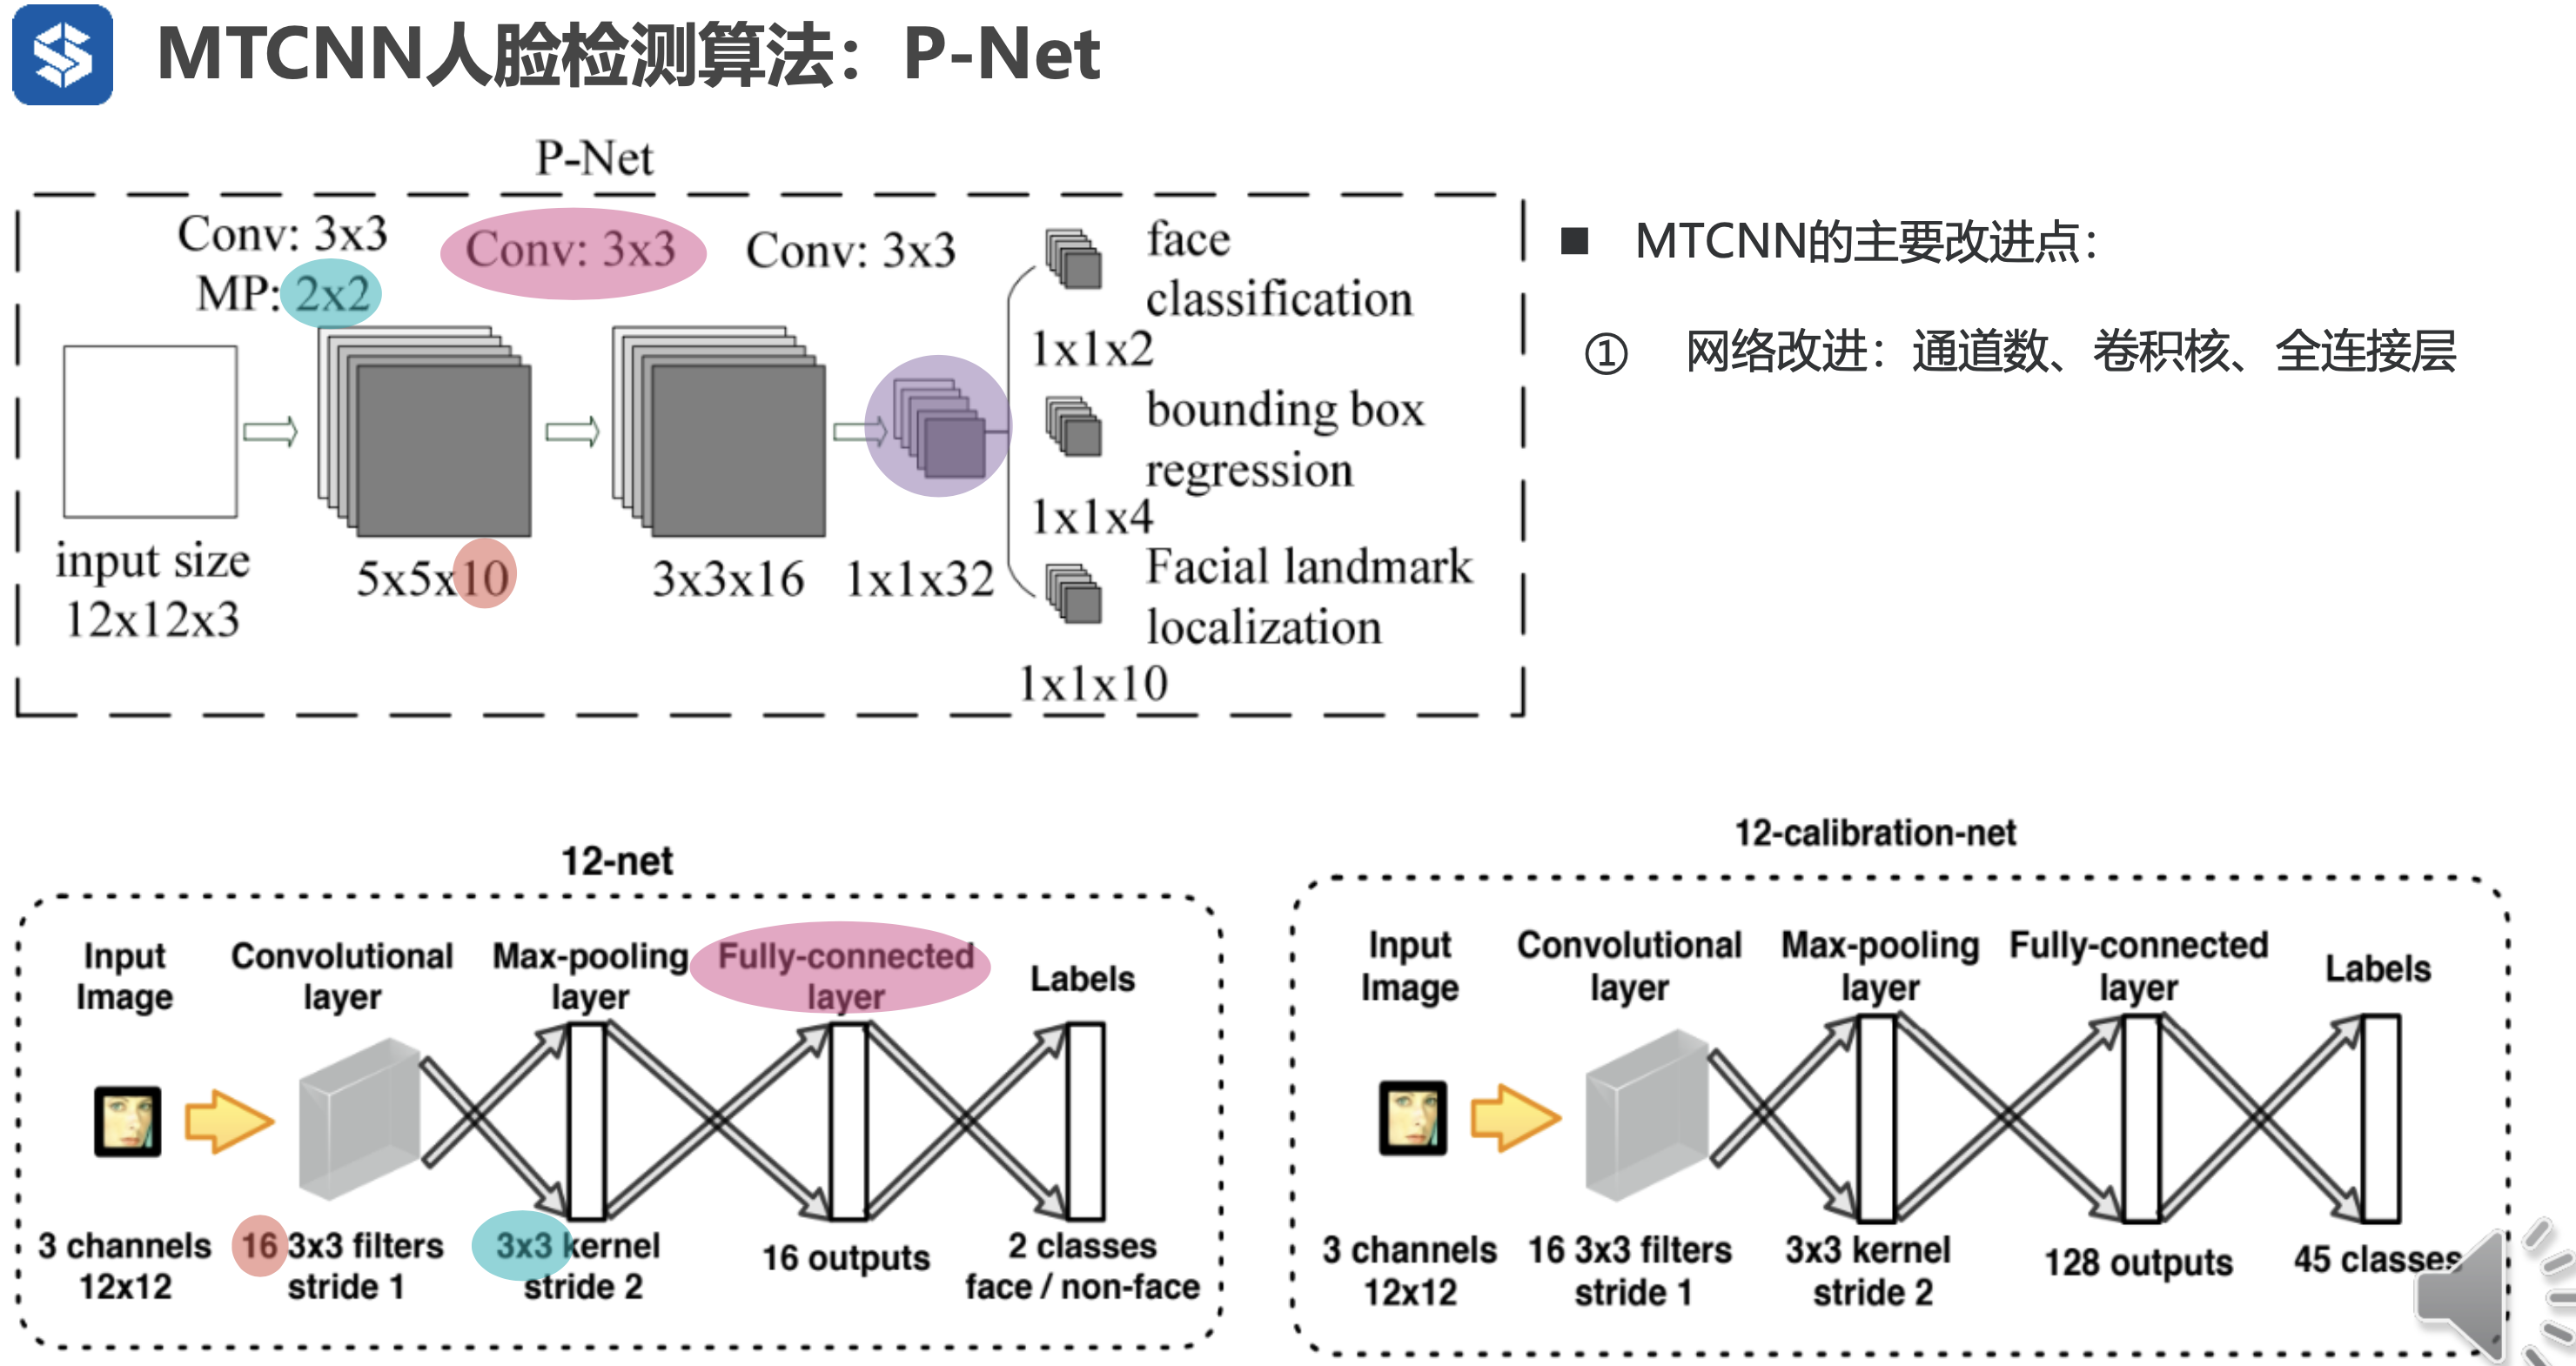 MTCNN人脸检测算法：P-Net
P-Net
Conv: 3x3
MP: 2x2
Conv: 3x3
Conv: 3x3
face
classification
1x1x2
bounding box
regression
1x1x4
Facial landmark
localization
1x1x10
input size
12x12x3
5x5x10
3x3x16
1x1x32
■ MTCNN的主要改进点：
① 网络改进：通道数、卷积核、全连接层
12-net
Input
Image
Convolutional
layer
Max-pooling
layer
Fully-connected
layer
Labels
3 channels
12x12
16 3x3 filters
stride 1
3x3 kernel
stride 2
16 outputs
2 classes
face / non-face
12-calibration-net
Input
Image
Convolutional
layer
Max-pooling
layer
Fully-connected
layer
Labels
3 channels
12x12
16 3x3 filters
stride 1
3x3 kernel
stride 2
128 outputs
45 classes